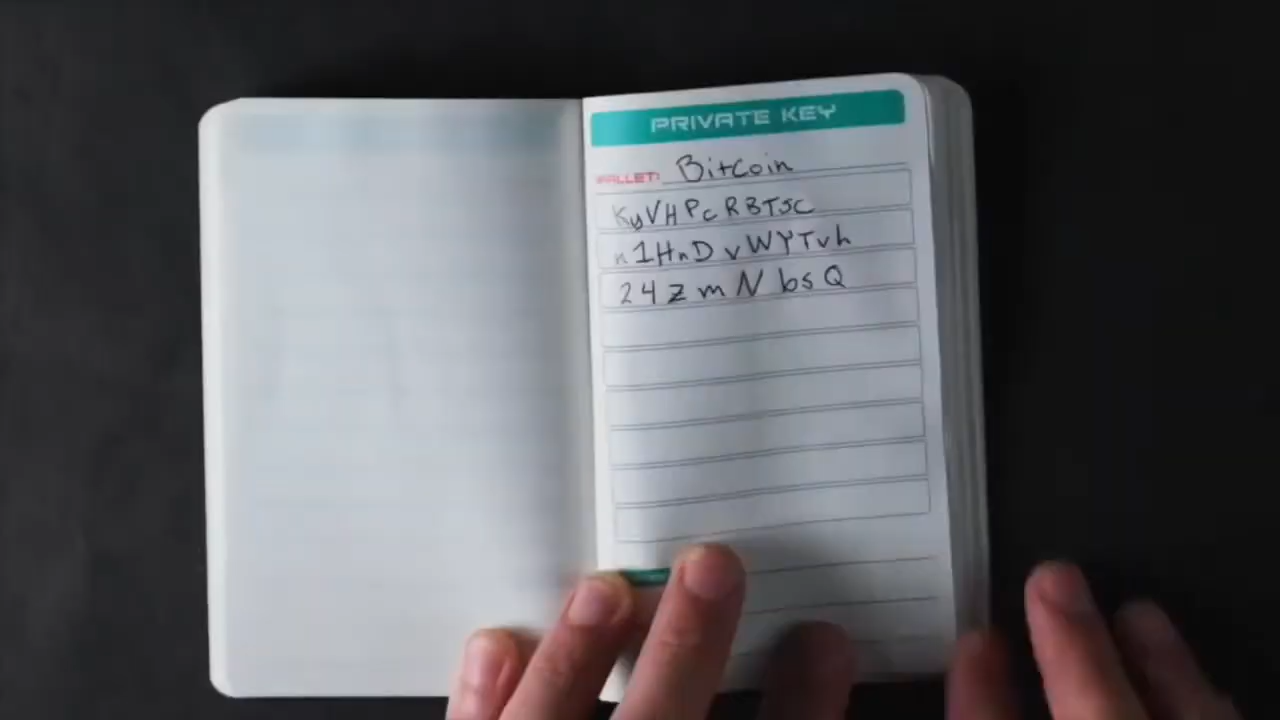 PRIVATE KEY
WALLET: Bitcoin
KyVHPcRBTSC
n1HnDvWYTvh
24zmNbsQ